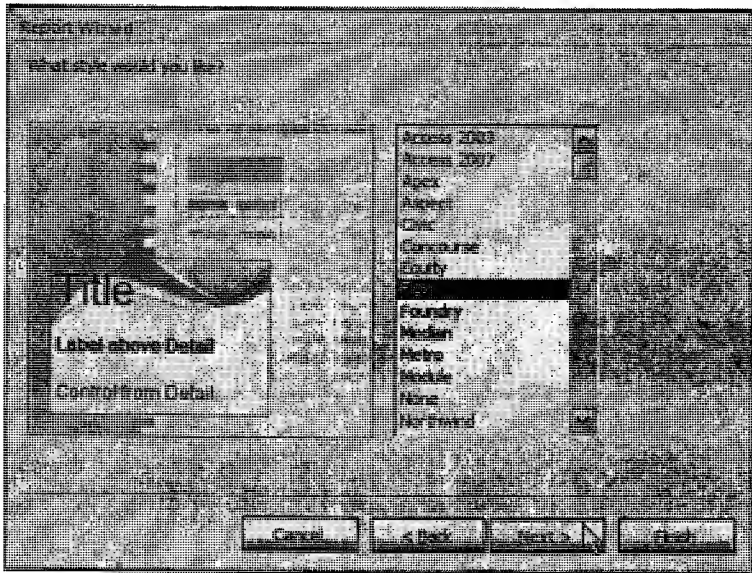 Report Wizard
What style would you like?
Title
Label above Detail
Control from Detail
Access 2003
Access 2007
Apex
Aspect
Civic
Concourse
Equity
Foundry
Median
Metro
Module
None
Northwind
Cancel
< Back
Next >
Finish